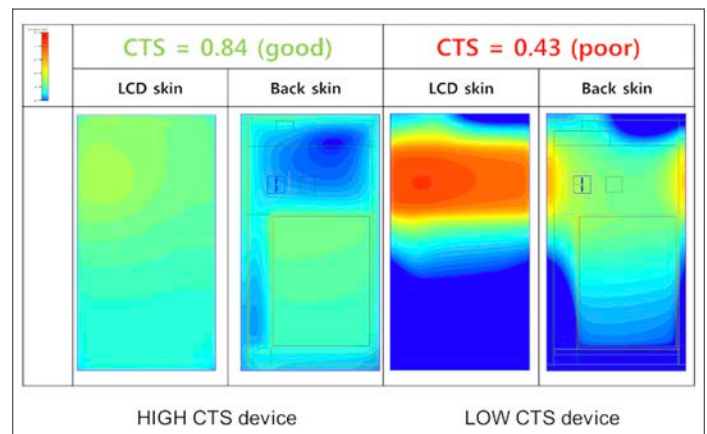 CTS = 0.84 (good)
CTS = 0.43 (poor)
LCD skin
Back skin
LCD skin
Back skin
HIGH CTS device
LOW CTS device